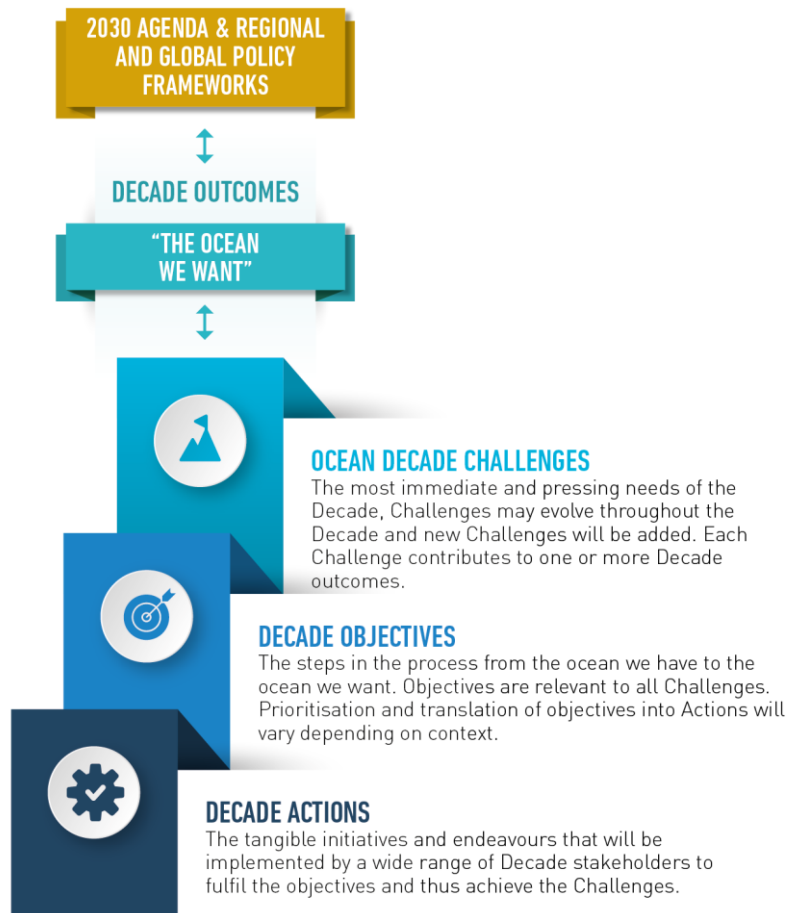 2030 AGENDA & REGIONAL
AND GLOBAL POLICY
FRAMEWORKS
DECADE OUTCOMES
“THE OCEAN
WE WANT”
OCEAN DECADE CHALLENGES
The most immediate and pressing needs of the
Decade, Challenges may evolve throughout the
Decade and new Challenges will be added. Each
Challenge contributes to one or more Decade
outcomes.
DECADE OBJECTIVES
The steps in the process from the ocean we have to the
ocean we want. Objectives are relevant to all Challenges.
Prioritisation and translation of objectives into Actions will
vary depending on context.
DECADE ACTIONS
The tangible initiatives and endeavours that will be
implemented by a wide range of Decade stakeholders to
fulfil the objectives and thus achieve the Challenges.